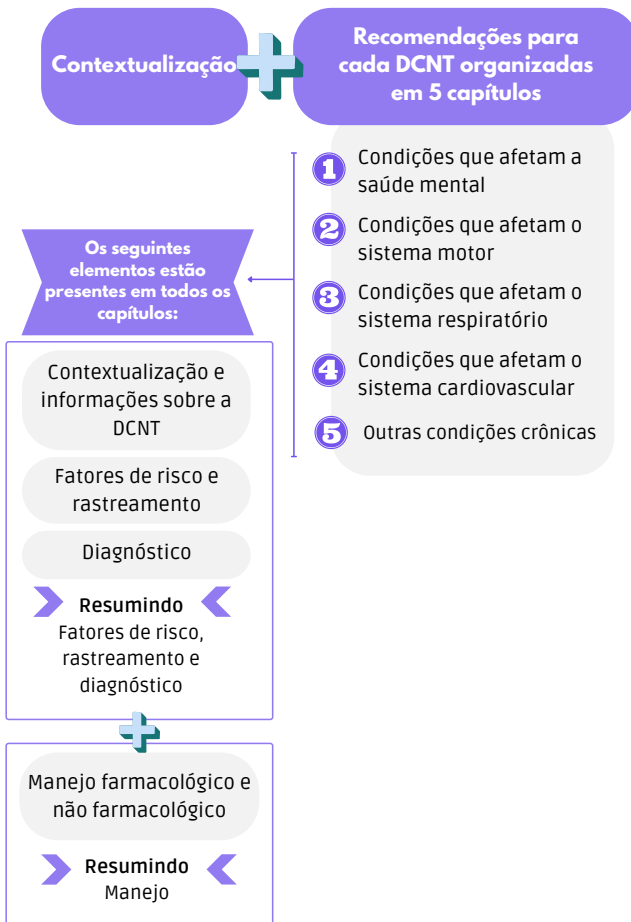 Contextualização
Recomendações para
cada DCNT organizadas
em 5 capítulos
1 Condições que afetam a
saúde mental
2 Condições que afetam o
sistema motor
3 Condições que afetam o
sistema respiratório
4 Condições que afetam o
sistema cardiovascular
5 Outras condições crônicas
Os seguintes
elementos estão
presentes em todos os
capítulos:
Contextualização e
informações sobre a
DCNT
Fatores de risco e
rastreamento
Diagnóstico
Resumindo
Fatores de risco,
rastreamento e
diagnóstico
Manejo farmacológico e
não farmacológico
Resumindo
Manejo